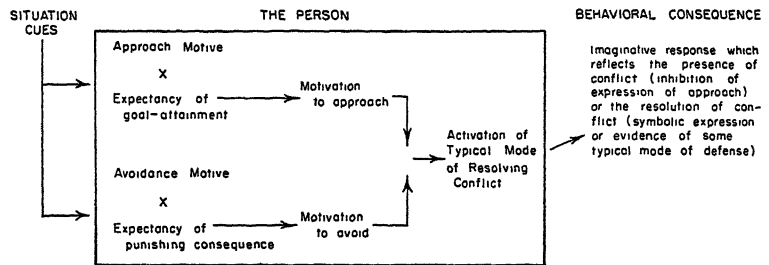 SITUATION
CUES
THE PERSON
BEHAVIORAL CONSEQUENCE
Approach Motive
X
Expectancy of
goal-attainment
Motivation
to approach
Avoidance Motive
X
Expectancy of
punishing consequence
Motivation
to avoid
Activation of
Typical Mode
of Resolving
Conflict
Imaginative response which
reflects the presence of
conflict (inhibition of
expression of approach)
or the resolution of con-
flict (symbolic expression
or evidence of some
typical mode of defense)